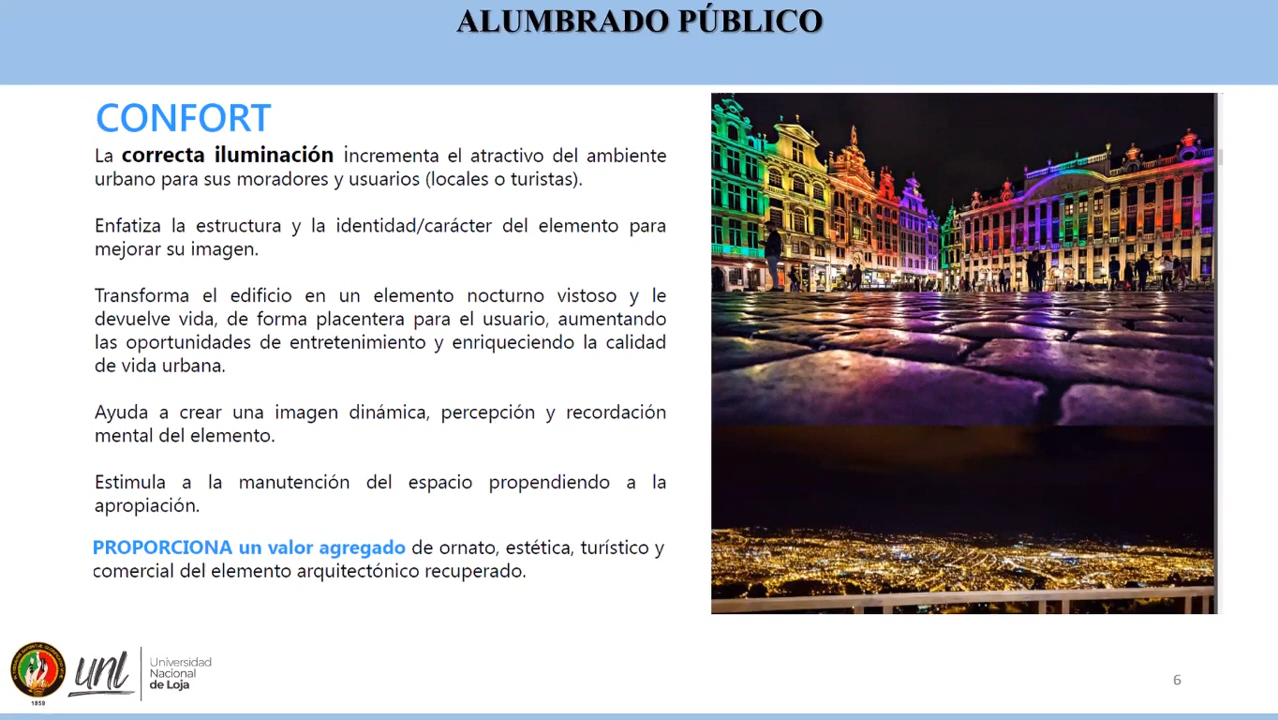 ALUMBRADO PÚBLICO
CONFORT
La correcta iluminación incrementa el atractivo del ambiente
urbano para sus moradores y usuarios (locales o turistas).
Enfatiza la estructura y la identidad/carácter del elemento para
mejorar su imagen.
Transforma el edificio en un elemento nocturno vistoso y le
devuelve vida, de forma placentera para el usuario, aumentando
las oportunidades de entretenimiento y enriqueciendo la calidad
de vida urbana.
Ayuda a crear una imagen dinámica, percepción y recordación
mental del elemento.
Estimula a la manutención del espacio propendiendo a la
apropiación.
PROPORCIONA un valor agregado de ornato, estética, turístico y
comercial del elemento arquitectónico recuperado.
unl
Universidad
Nacional
de Loja
1859
6